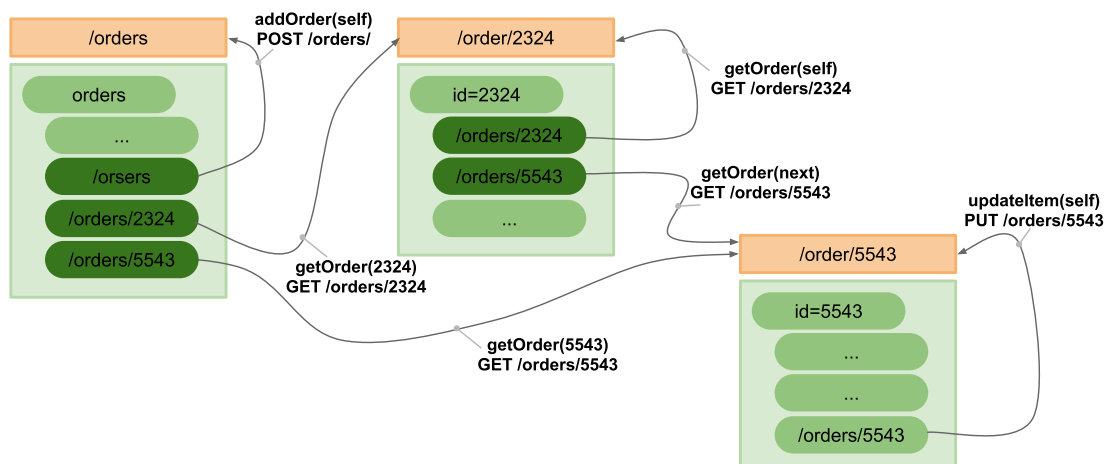 /orders
orders
...
/orsers
/orders/2324
/orders/5543
addOrder(self)
POST /orders/
getOrder(2324)
GET /orders/2324
/order/2324
id=2324
/orders/2324
/orders/5543
...
getOrder(self)
GET /orders/2324
getOrder(next)
GET /orders/5543
getOrder(5543)
GET /orders/5543
/order/5543
id=5543
...
...
/orders/5543
updateItem(self)
PUT /orders/5543